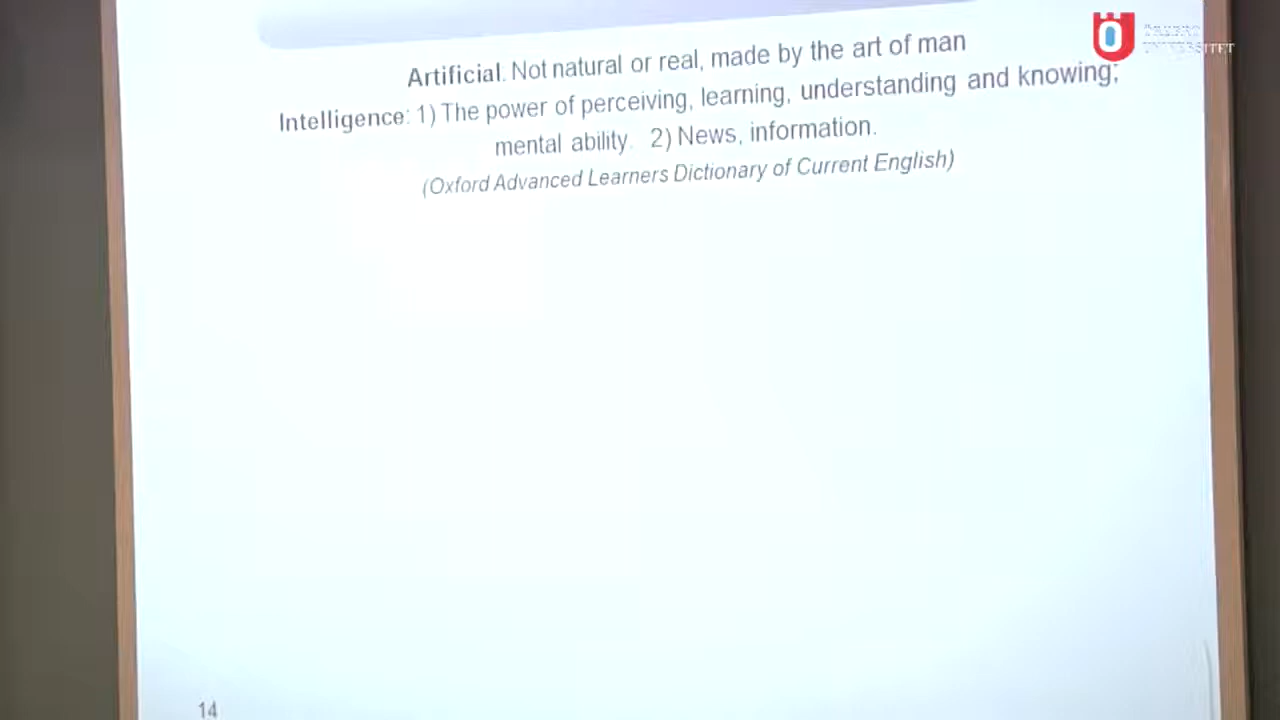 Artificial. Not natural or real, made by the art of man
Intelligence: 1) The power of perceiving, learning, understanding and knowing;
mental ability. 2) News, information.
(Oxford Advanced Learners Dictionary of Current English)
14